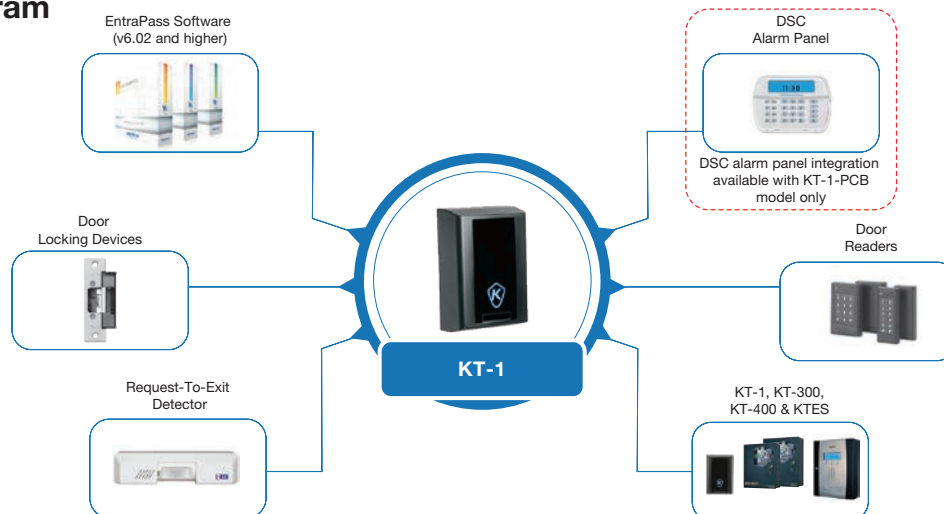 ram
EntraPass Software
(v6.02 and higher)
DSC
Alarm Panel
11:30
DSC alarm panel integration
available with KT-1-PCB
model only
Door
Locking Devices
Door
Readers
K
KT-1
Request-To-Exit
Detector
KT-1, KT-300,
KT-400 & KTES